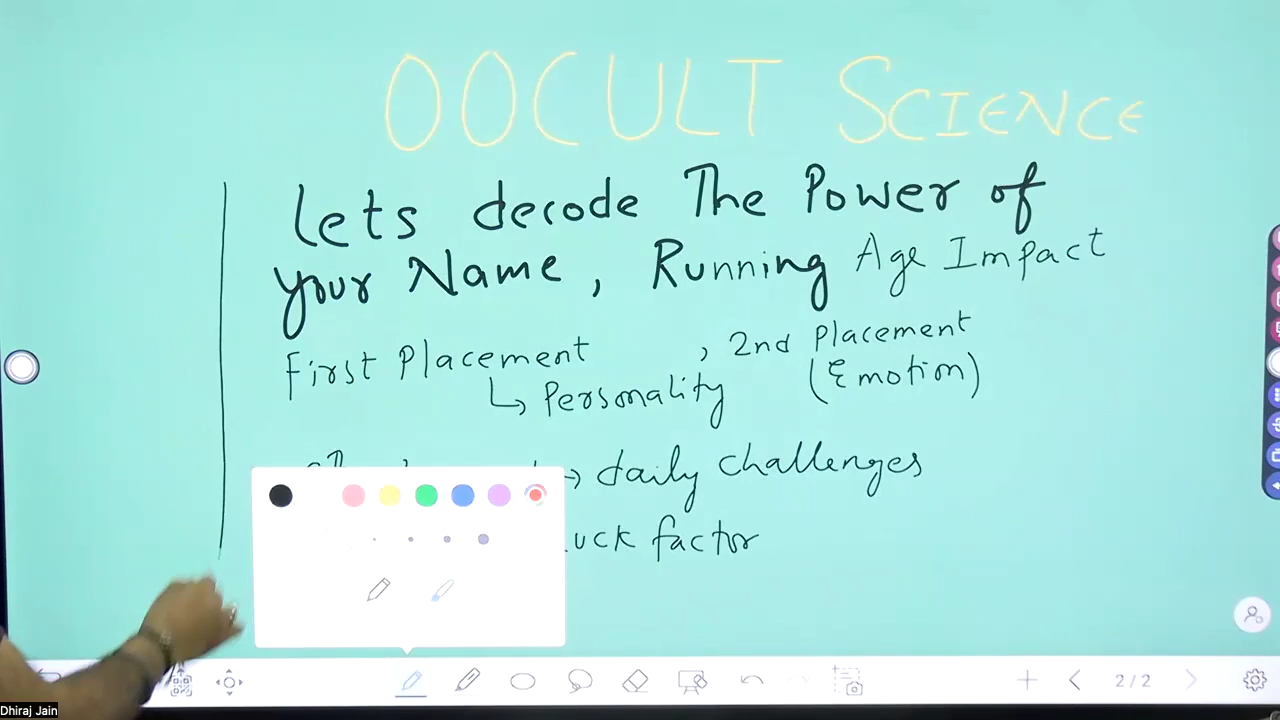 OOCULT SCIENCE
Lets decode The Power of
your Name, Running Age Impact
First Placement , 2nd Placement
↳ Personality (Emotion)
→ daily challenges
factor
2/2
Dhiraj Jain